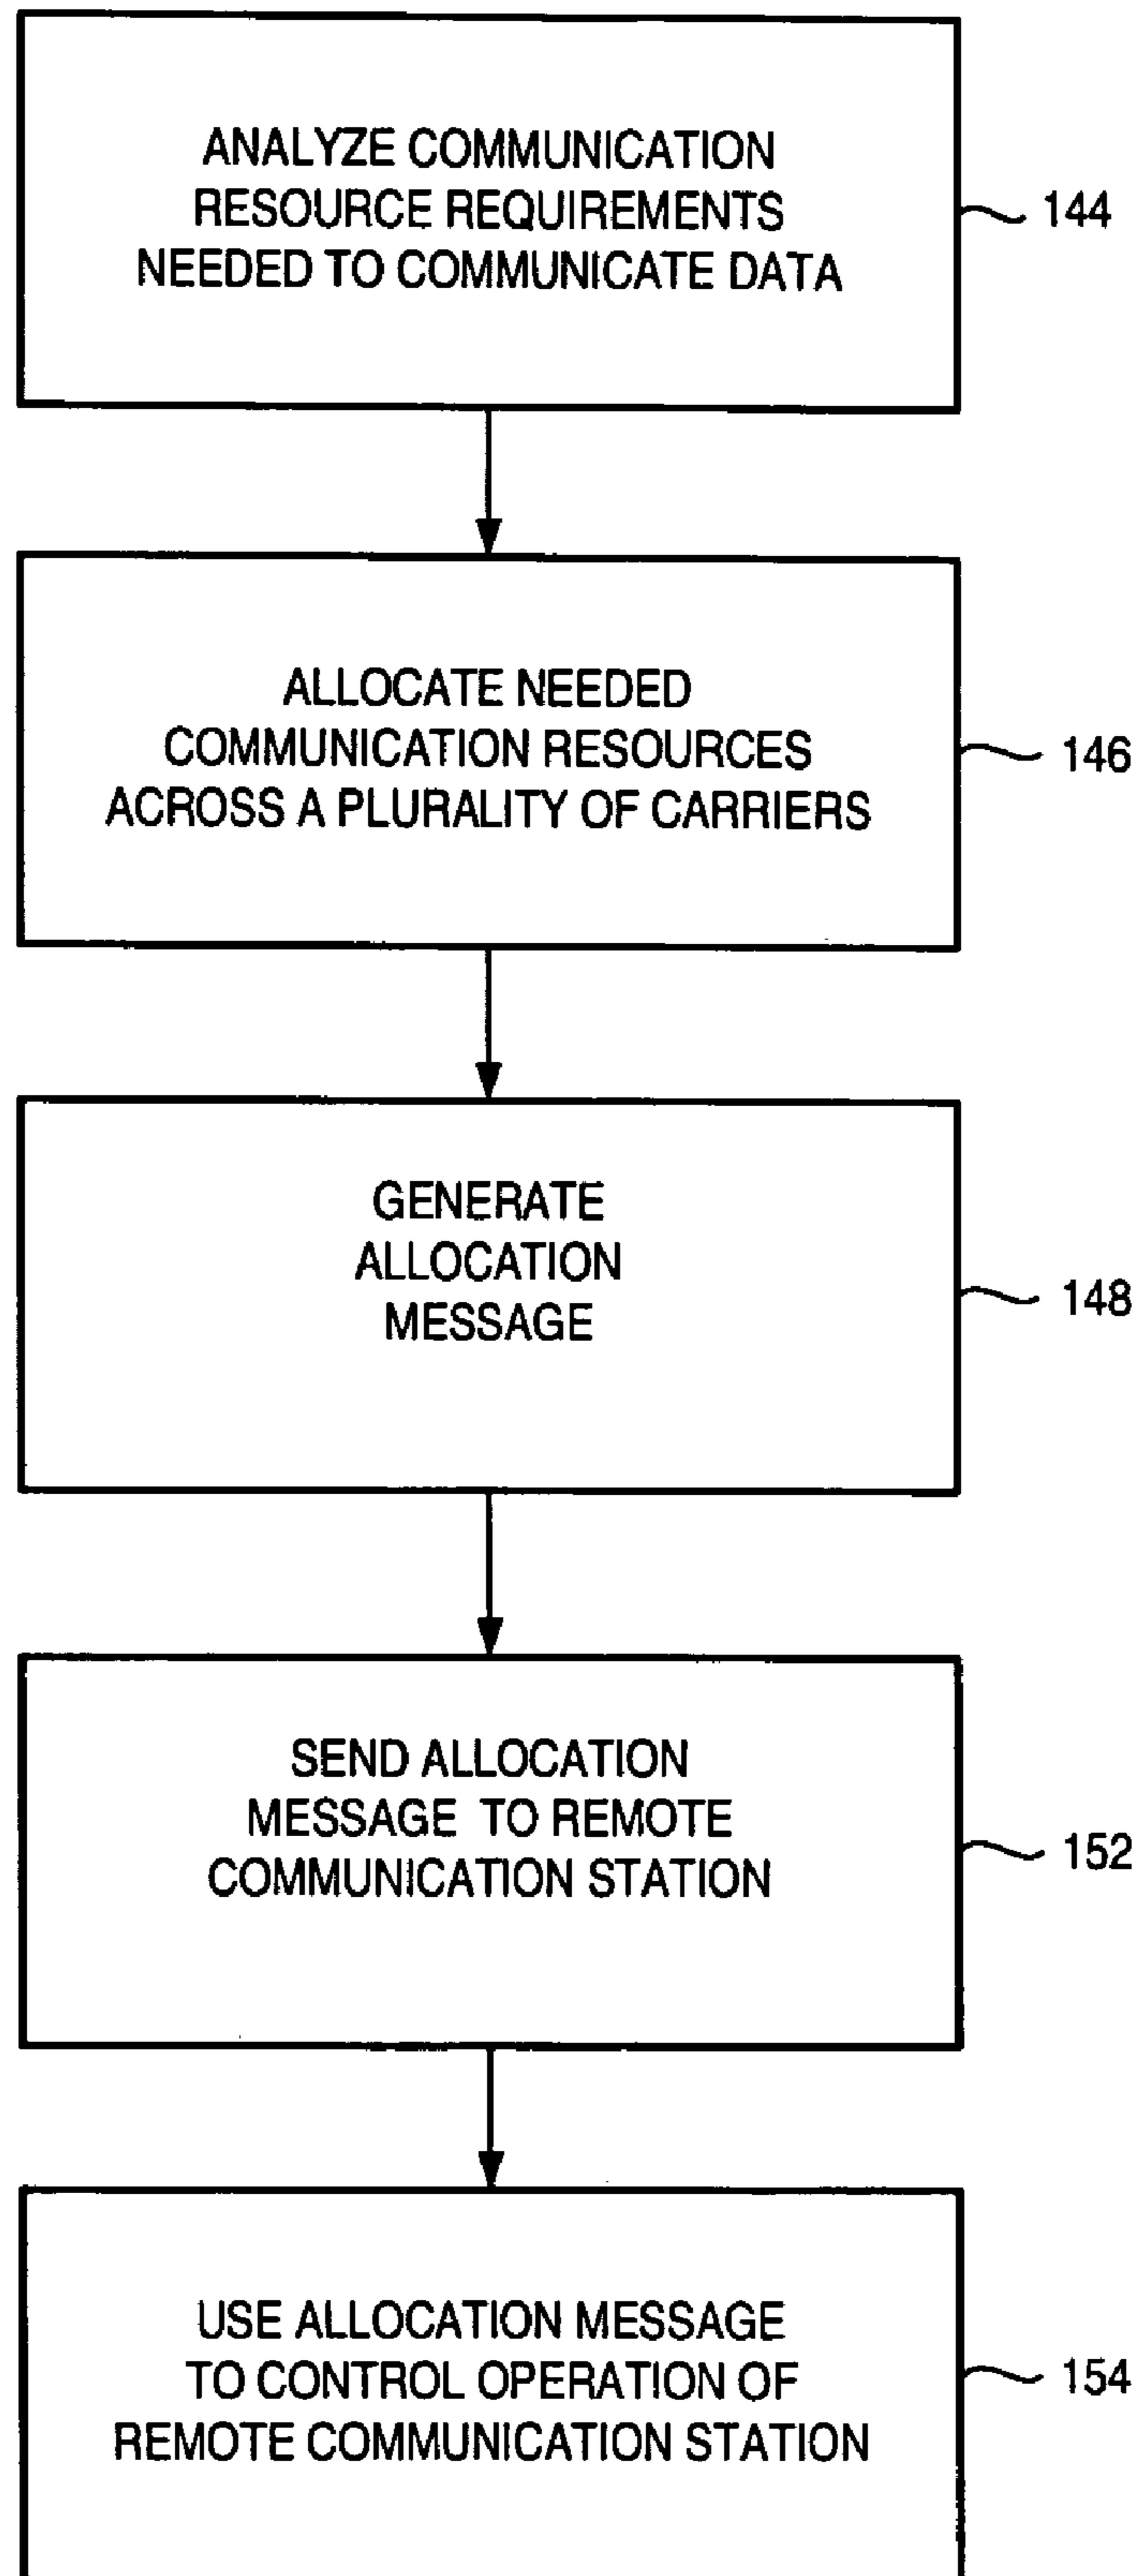 ANALYZE COMMUNICATION
RESOURCE REQUIREMENTS
NEEDED TO COMMUNICATE DATA
144
ALLOCATE NEEDED
COMMUNICATION RESOURCES
ACROSS A PLURALITY OF CARRIERS
146
GENERATE
ALLOCATION
MESSAGE
148
SEND ALLOCATION
MESSAGE TO REMOTE
COMMUNICATION STATION
152
USE ALLOCATION MESSAGE
TO CONTROL OPERATION OF
REMOTE COMMUNICATION STATION
154